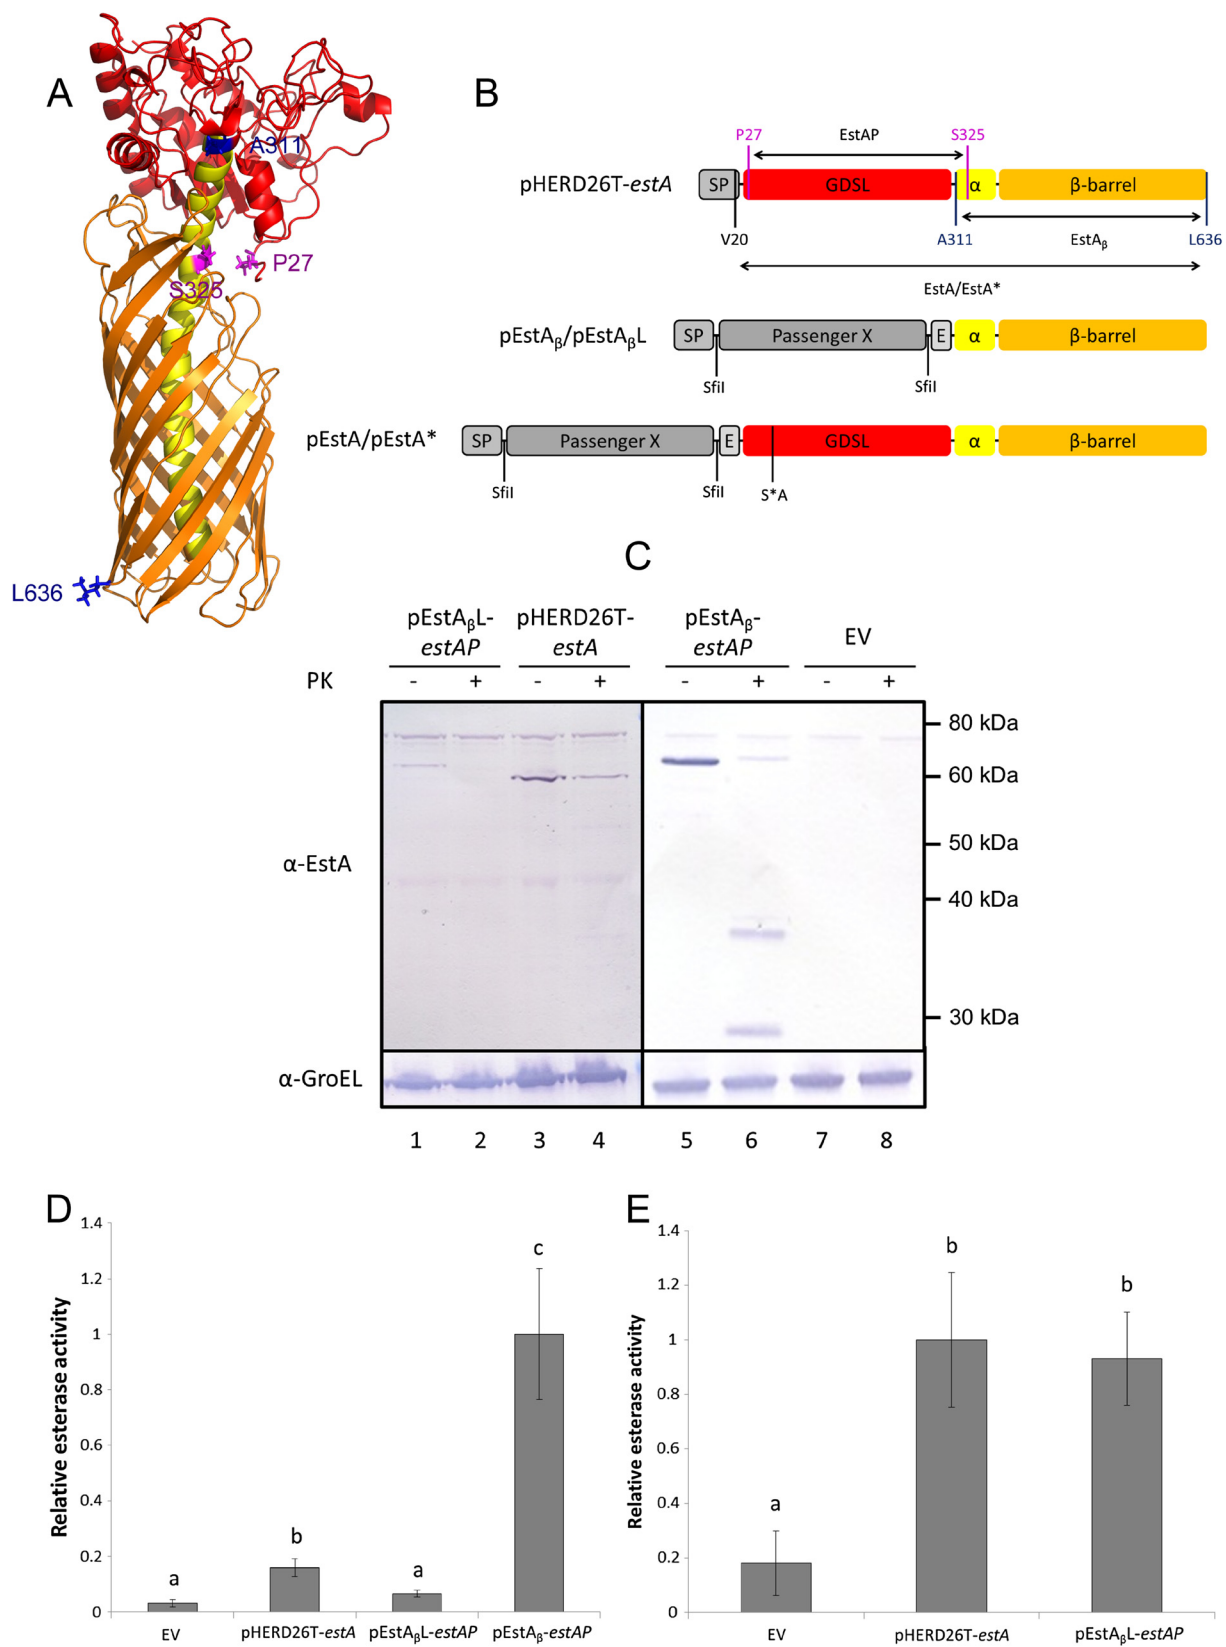 A
A311
P27
S325
L636
B
P27
EstAP
S325
pHERD26T-estA
SP
GDSL
α
β-barrel
V20
A311
EstAβ
L636
EstA/EstA*
pEstAβ/pEstAβL
SP
Passenger X
E
α
β-barrel
SfiI
SfiI
pEstA/pEstA*
SP
Passenger X
E
GDSL
α
β-barrel
SfiI
SfiI
S*A
C
pEstAβL-
estAP
pHERD26T-
estA
pEstAβ-
estAP
EV
PK
- + - + - + - +
80 kDa
60 kDa
50 kDa
α-EstA
40 kDa
30 kDa
α-GroEL
1 2 3 4 5 6 7 8
D
Relative esterase activity
1.4
1.2
1
0.8
0.6
0.4
0.2
0
a
b
a
c
EV
pHERD26T-estA
pEstAβL-estAP
pEstAβ-estAP
E
Relative esterase activity
1.4
1.2
1
0.8
0.6
0.4
0.2
0
a
b
b
EV
pHERD26T-estA
pEstAβL-estAP